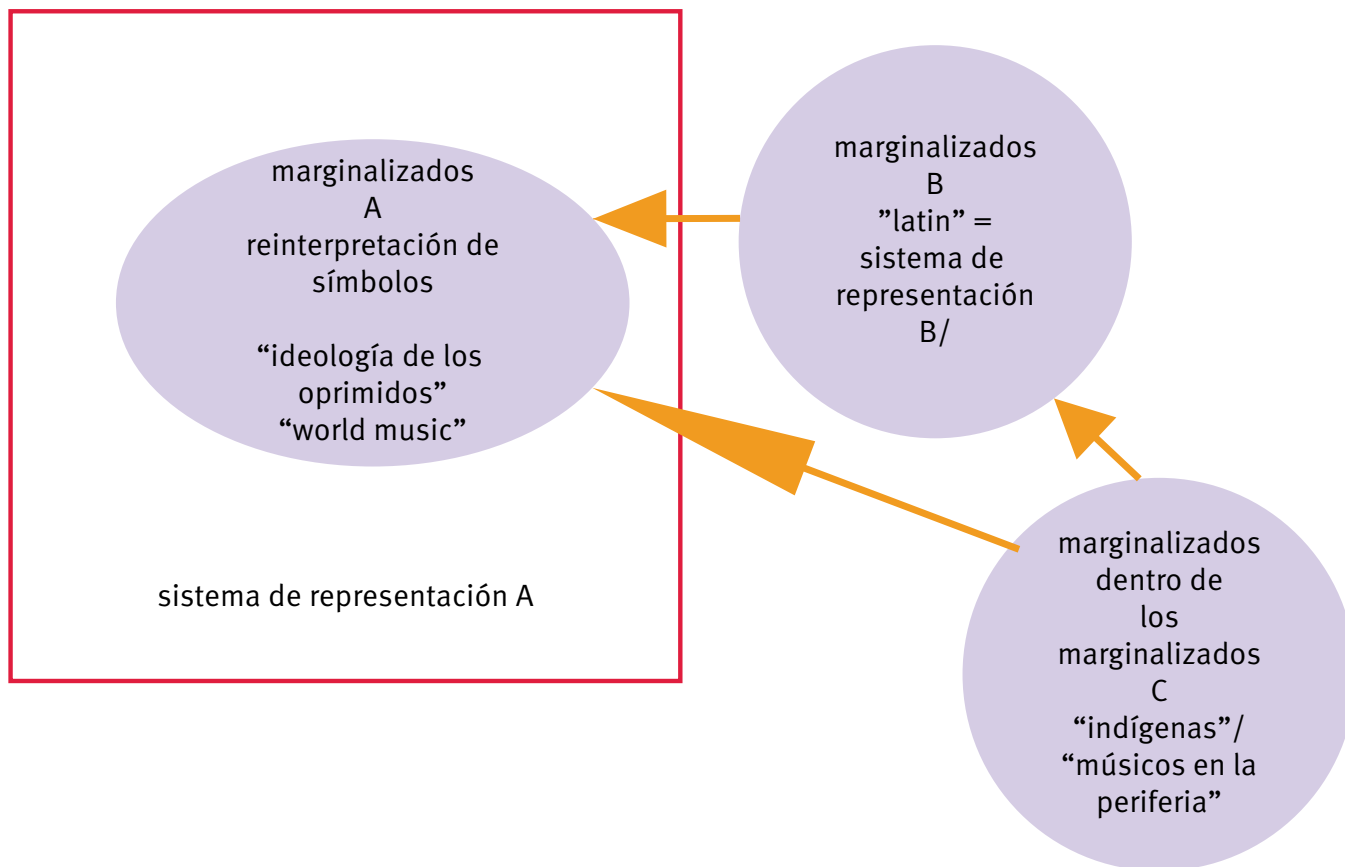 marginalizados
A
reinterpretación de
símbolos
“ideología de los
oprimidos”
“world music”
sistema de representación A
marginalizados
B
”latin” =
sistema de
representación
B/
marginalizados
dentro de
los
marginalizados
C
“indígenas”/
“músicos en la
periferia”